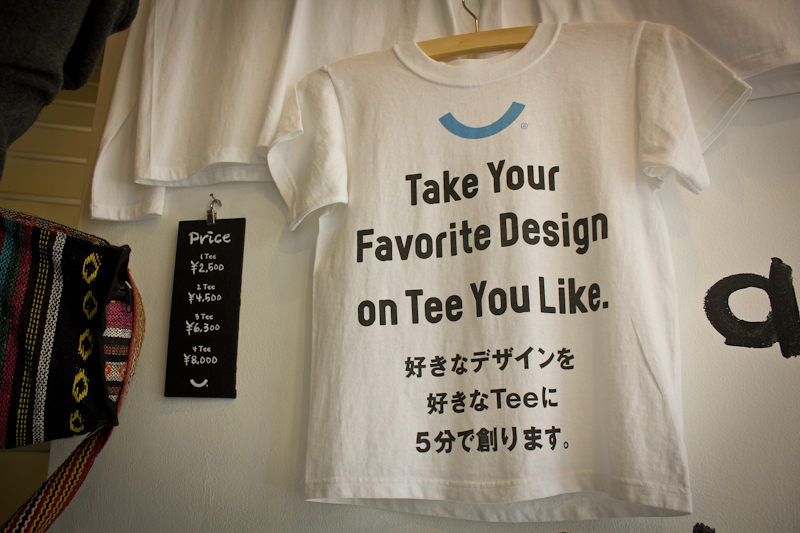 Price
1 Tee
¥2,500
2 Tee
¥4,500
3 Tee
¥6,300
4 Tee
¥8,000
®
Take Your
Favorite Design
on Tee You Like.
好きなデザインを
好きなTeeに
5分で創ります。